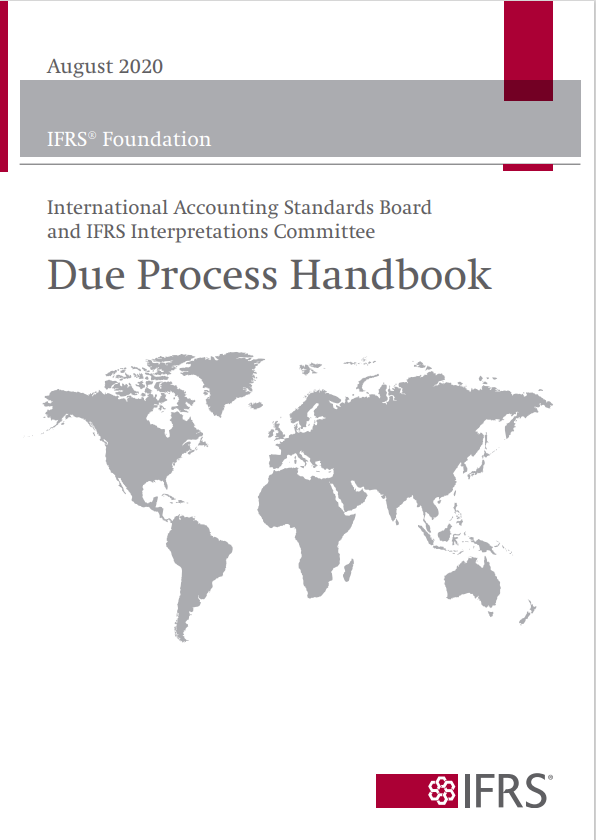 August 2020
IFRS® Foundation
International Accounting Standards Board
and IFRS Interpretations Committee
Due Process Handbook
IFRS®